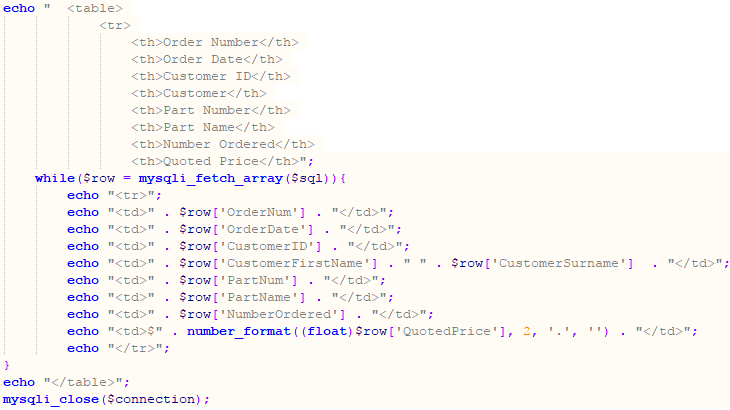 echo "  <table>
            <tr>
                <th>Order Number</th>
                <th>Order Date</th>
                <th>Customer ID</th>
                <th>Customer</th>
                <th>Part Number</th>
                <th>Part Name</th>
                <th>Number Ordered</th>
                <th>Quoted Price</th>";
    while($row = mysqli_fetch_array($sql)){
        echo "<tr>";
        echo "<td>" . $row['OrderNum'] . "</td>";
        echo "<td>" . $row['OrderDate'] . "</td>";
        echo "<td>" . $row['CustomerID'] . "</td>";
        echo "<td>" . $row['CustomerFirstName'] . " " . $row['CustomerSurname']  . "</td>";
        echo "<td>" . $row['PartNum'] . "</td>";
        echo "<td>" . $row['PartName'] . "</td>";
        echo "<td>" . $row['NumberOrdered'] . "</td>";
        echo "<td>$" . number_format((float)$row['QuotedPrice'], 2, '.', '') . "</td>";
        echo "</tr>";
}
echo "</table>";
mysqli_close($connection);